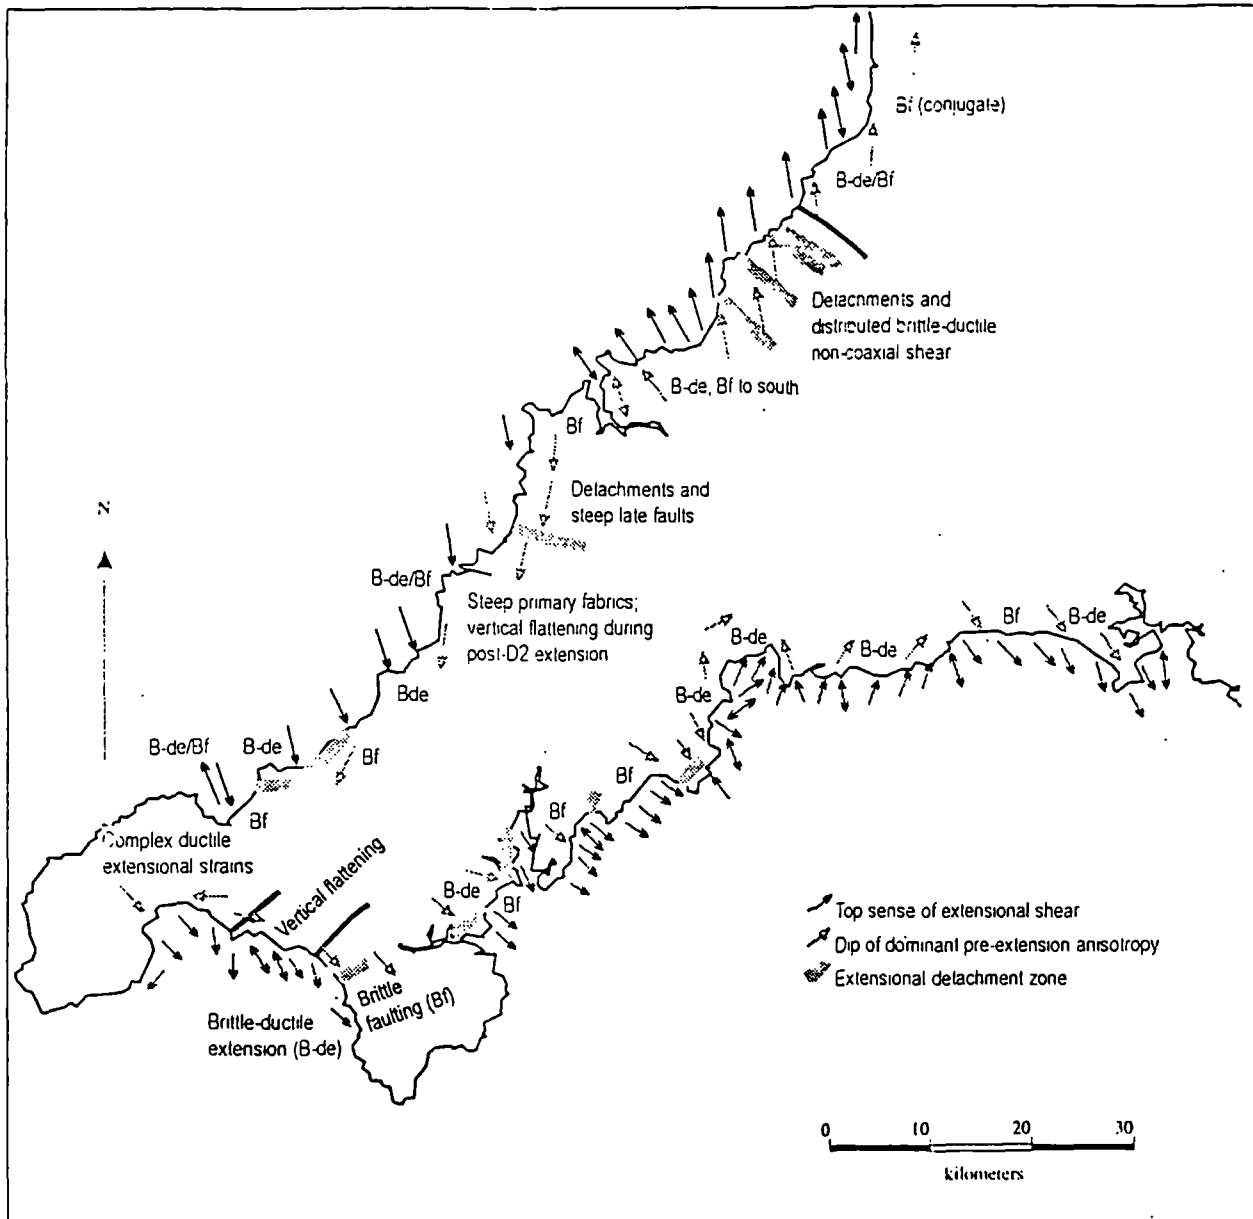 Bf (conjugate)
B-de/Bf
Detachments and
distributed brittle-ductile
non-coaxial shear
B-de, Bf to south
Bf
Detachments and
steep late faults
N
B-de/Bf
Steep primary fabrics;
vertical flattening during
post-D2 extension
Bde
B-de/Bf
B-de
Bf
Bf
Complex ductile
extensional strains
Vertical flattening
B-de
B-de
B-de
Bf
B-de
Bf
Bf
B-de
Bf
Brittle
faulting (Bf)
Brittle-ductile
extension (B-de)
Top sense of extensional shear
Dip of dominant pre-extension anisotropy
Extensional detachment zone
0 10 20 30
kilometers